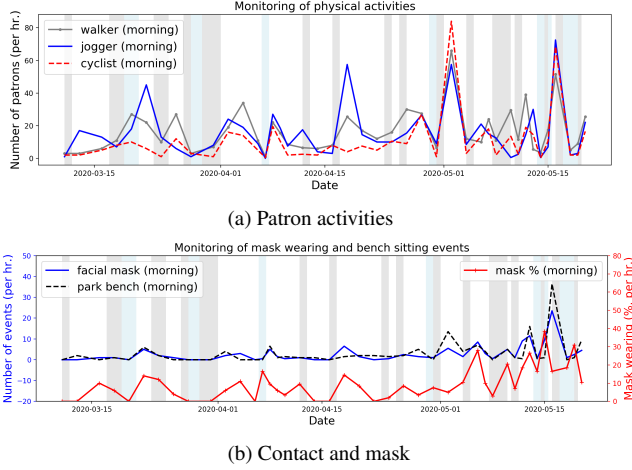 Monitoring of physical activities
Number of patrons (per hr.)
80
60
40
20
0
walker (morning)
jogger (morning)
cyclist (morning)
2020-03-15 2020-04-01 2020-04-15 2020-05-01 2020-05-15
Date
(a) Patron activities
Monitoring of mask wearing and bench sitting events
Number of events (per hr.)
50
40
30
20
10
0
−10
−20
facial mask (morning)
park bench (morning)
mask % (morning)
80
70
60
50
40
30
20
10
0
Mask wearing (%, per hr.)
2020-03-15 2020-04-01 2020-04-15 2020-05-01 2020-05-15
Date
(b) Contact and mask